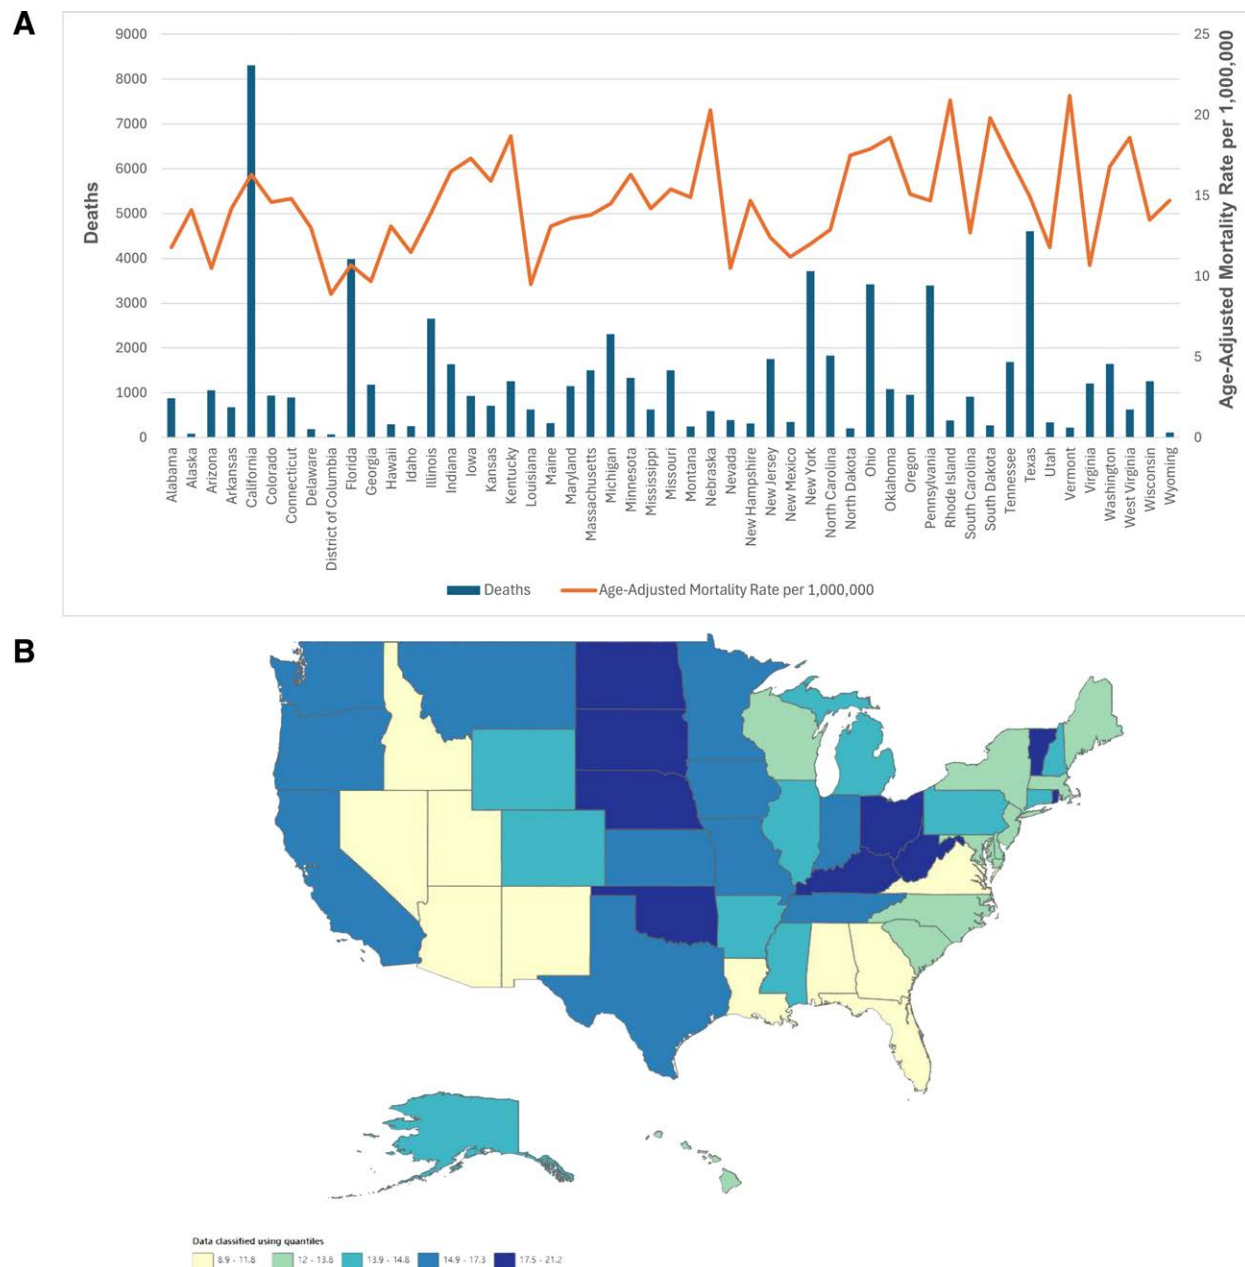 A
9000
8000
7000
6000
5000
4000
3000
2000
1000
0
Deaths
25
20
15
10
5
0
Age-Adjusted Mortality Rate per 1,000,000
Alabama
Alaska
Arizona
Arkansas
California
Colorado
Connecticut
Delaware
District of Columbia
Florida
Georgia
Hawaii
Idaho
Illinois
Indiana
Iowa
Kansas
Kentucky
Louisiana
Maine
Maryland
Massachusetts
Michigan
Minnesota
Mississippi
Missouri
Montana
Nebraska
Nevada
New Hampshire
New Jersey
New Mexico
New York
North Carolina
North Dakota
Ohio
Oklahoma
Oregon
Pennsylvania
Rhode Island
South Carolina
South Dakota
Tennessee
Texas
Utah
Vermont
Virginia
Washington
West Virginia
Wisconsin
Wyoming
Deaths Age-Adjusted Mortality Rate per 1,000,000
B
Data classified using quantiles
8.9 - 11.8 12 - 13.8 13.9 - 14.8 14.9 - 17.3 17.5 - 21.2